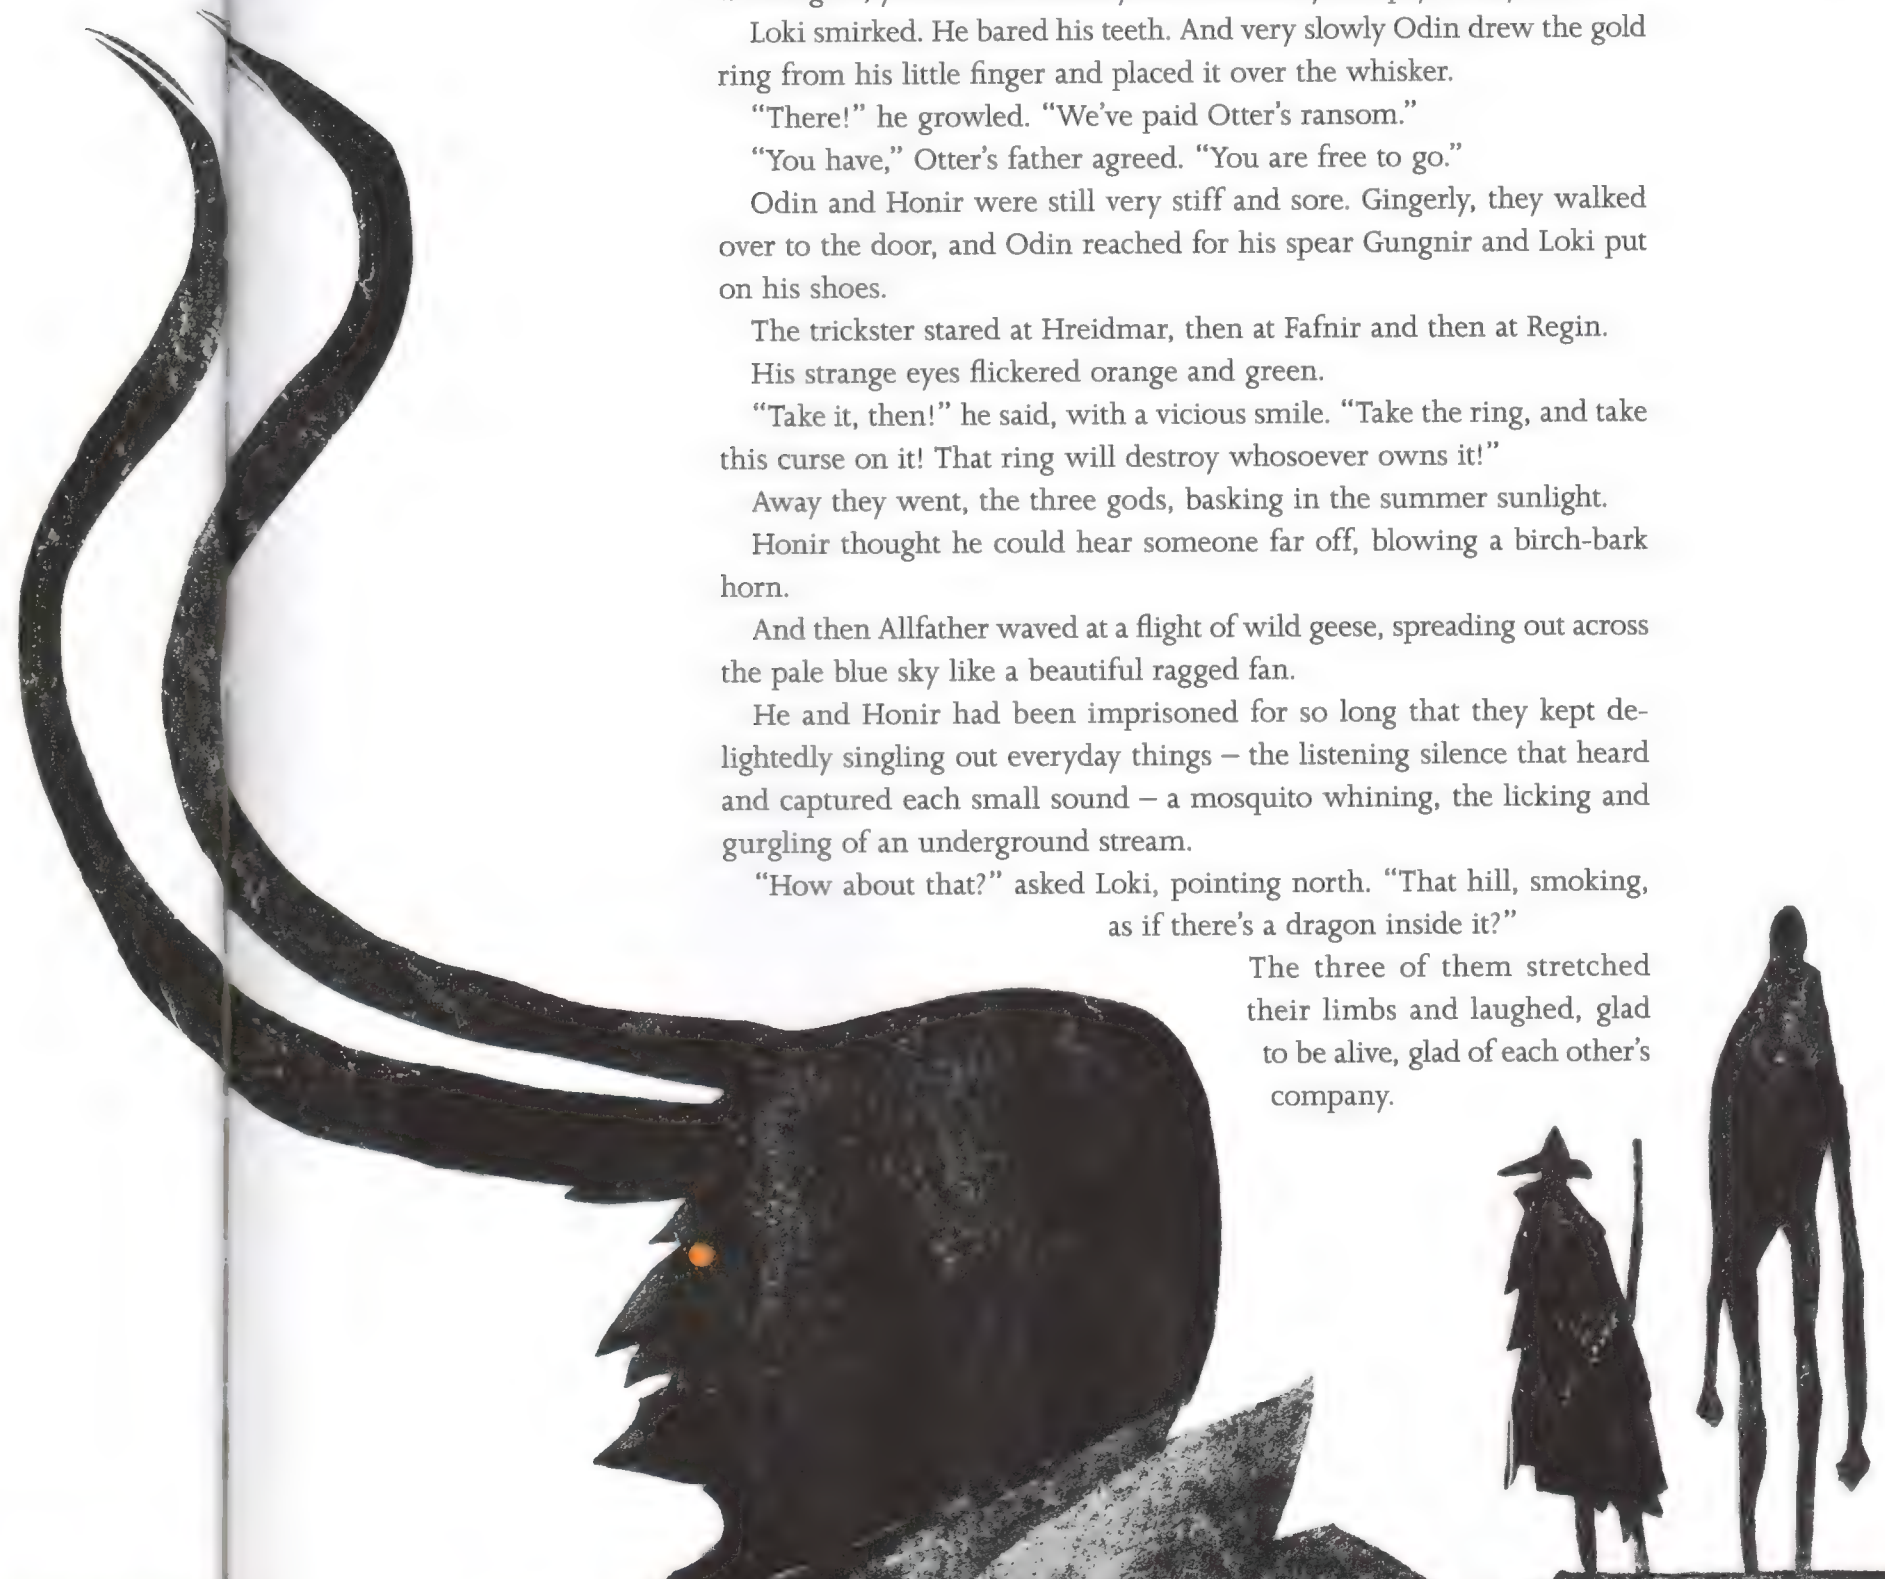 Loki smirked. He bared his teeth. And very slowly Odin drew the gold
ring from his little finger and placed it over the whisker.
“There!” he growled. “We’ve paid Otter’s ransom.”
“You have,” Otter’s father agreed. “You are free to go.”
Odin and Honir were still very stiff and sore. Gingerly, they walked
over to the door, and Odin reached for his spear Gungnir and Loki put
on his shoes.
The trickster stared at Hreidmar, then at Fafnir and then at Regin.
His strange eyes flickered orange and green.
“Take it, then!” he said, with a vicious smile. “Take the ring, and take
this curse on it! That ring will destroy whosoever owns it!”
Away they went, the three gods, basking in the summer sunlight.
Honir thought he could hear someone far off, blowing a birch-bark
horn.
And then Allfather waved at a flight of wild geese, spreading out across
the pale blue sky like a beautiful ragged fan.
He and Honir had been imprisoned for so long that they kept de-
lightedly singling out everyday things – the listening silence that heard
and captured each small sound – a mosquito whining, the licking and
gurgling of an underground stream.
“How about that?” asked Loki, pointing north. “That hill, smoking,
as if there’s a dragon inside it?”
The three of them stretched
their limbs and laughed, glad
to be alive, glad of each other’s
company.